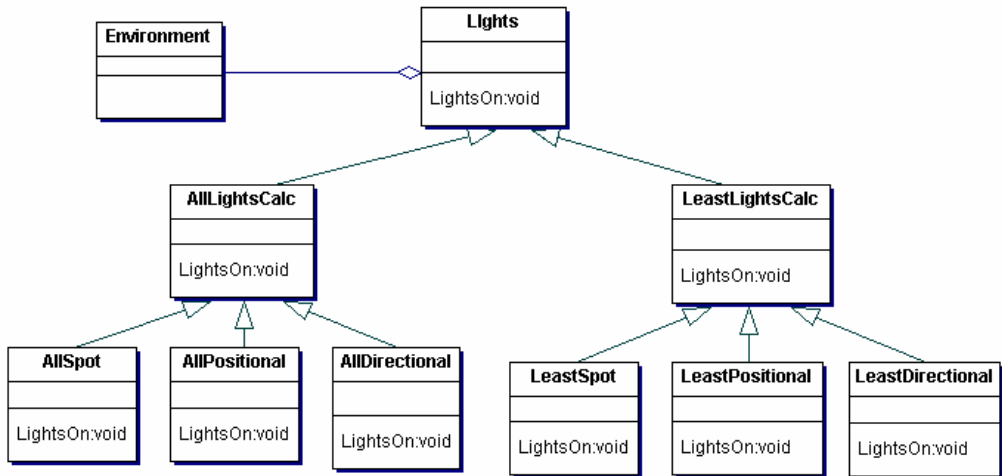 LIghts
Environment
LightsOn:void
AllLightsCalc
LightsOn:void
LeastLightsCalc
LightsOn:void
AllSpot
LightsOn:void
AllPositional
LightsOn:void
AllDirectional
LightsOn:void
LeastSpot
LightsOn:void
LeastPositional
LightsOn:void
LeastDirectional
LightsOn:void